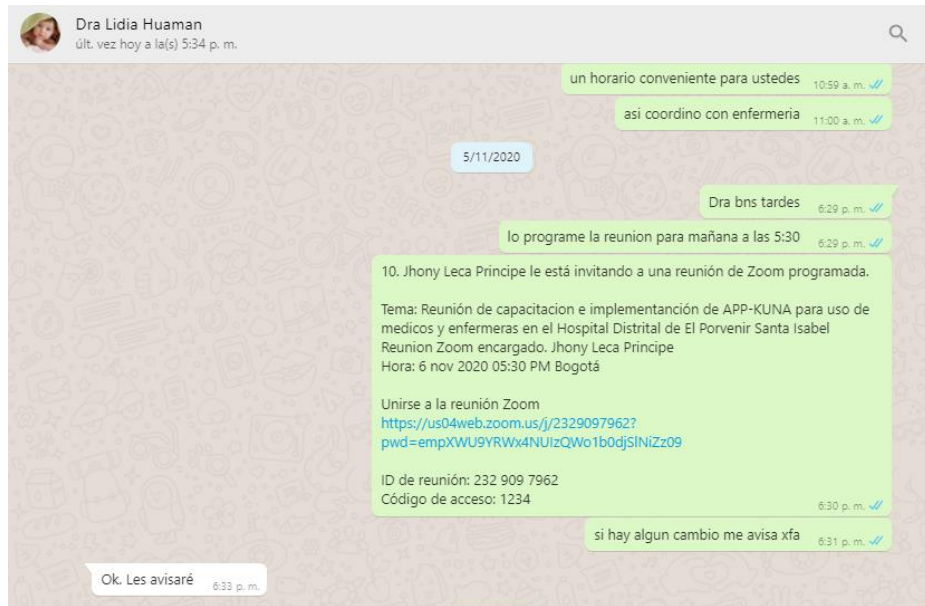 Dra Lidia Huaman
últ. vez hoy a la(s) 5:34 p. m.
un horario conveniente para ustedes 10:59 a. m.
asi coordino con enfermeria 11:00 a. m.
5/11/2020
Dra bns tardes 6:29 p. m.
lo programe la reunion para mañana a las 5:30 6:29 p. m.
10. Jhony Leca Principe le está invitando a una reunión de Zoom programada.
Tema: Reunión de capacitacion e implementanción de APP-KUNA para uso de
medicos y enfermeras en el Hospital Distrital de El Porvenir Santa Isabel
Reunion Zoom encargado. Jhony Leca Principe
Hora: 6 nov 2020 05:30 PM Bogotá
Unirse a la reunión Zoom
https://us04web.zoom.us/j/2329097962?
pwd=empXWU9YRWx4NUIzQWo1b0djSlNiZz09
ID de reunión: 232 909 7962
Código de acceso: 1234
6:30 p. m.
si hay algun cambio me avisa xfa 6:31 p. m.
Ok. Les avisaré 6:33 p. m.